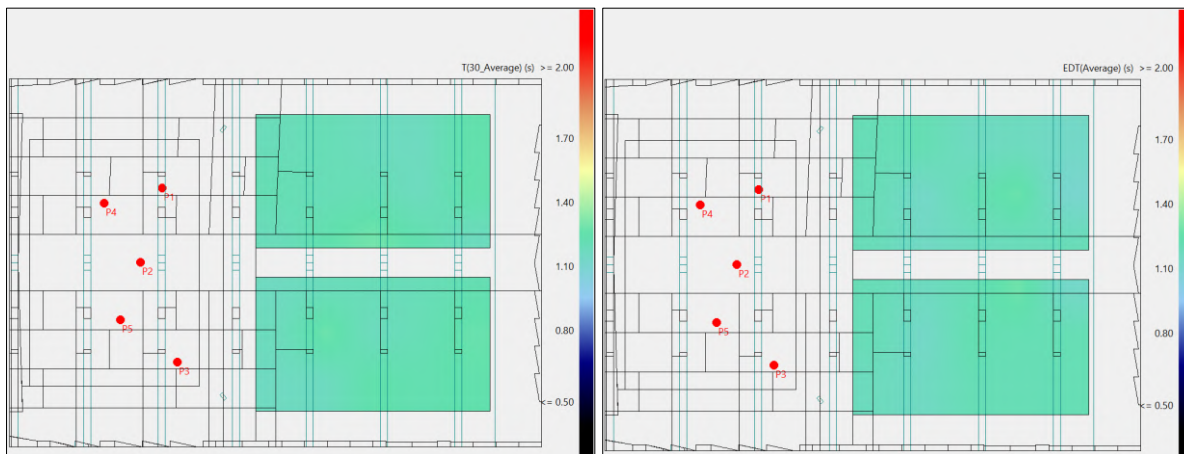 T(30_Average) (s) >= 2.00
1.70
1.40
1.10
0.80
<= 0.50
P1
P4
P2
P5
P3
EDT(Average) (s) >= 2.00
1.70
1.40
1.10
0.80
<= 0.50
P1
P4
P2
P5
P3